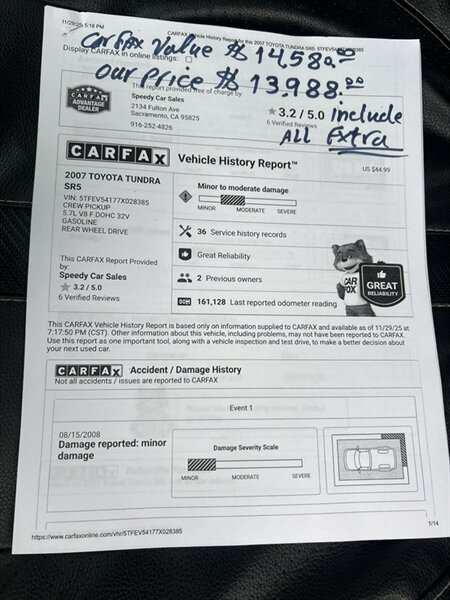 11/29/25, 5:18 PM
CARFAX Vehicle History Report for this 2007 TOYOTA TUNDRA SR5: 5TFEV54177X028385
Carfax Value $ 14,580.00
Display CARFAX in online listings:
our Price $ 13,988.00
This report provided free of charge by:
Speedy Car Sales
2134 Fulton Ave
Sacramento, CA 95825
916-252-4826
CARFAX
ADVANTAGE
DEALER
3.2 / 5.0
6 Verified Reviews
include
All Extra
CARFAX Vehicle History Report™
US $44.99
2007 TOYOTA TUNDRA
SR5
VIN: 5TFEV54177X028385
CREW PICKUP
5.7L V8 F DOHC 32V
GASOLINE
REAR WHEEL DRIVE
This CARFAX Report Provided
by:
Speedy Car Sales
3.2 / 5.0
6 Verified Reviews
Minor to moderate damage
MINOR MODERATE SEVERE
36 Service history records
Great Reliability
2 Previous owners
161,128 Last reported odometer reading
CAR
FOX
GREAT
RELIABILITY
This CARFAX Vehicle History Report is based only on information supplied to CARFAX and available as of 11/29/25 at
7:17:50 PM (CST). Other information about this vehicle, including problems, may not have been reported to CARFAX.
Use this report as one important tool, along with a vehicle inspection and test drive, to make a better decision about
your next used car.
CARFAX Accident / Damage History
Not all accidents / issues are reported to CARFAX
Event 1
08/15/2008
Damage reported: minor
damage
Damage Severity Scale
MINOR MODERATE SEVERE
https://www.carfaxonline.com/vhr/5TFEV54177X028385
1/14